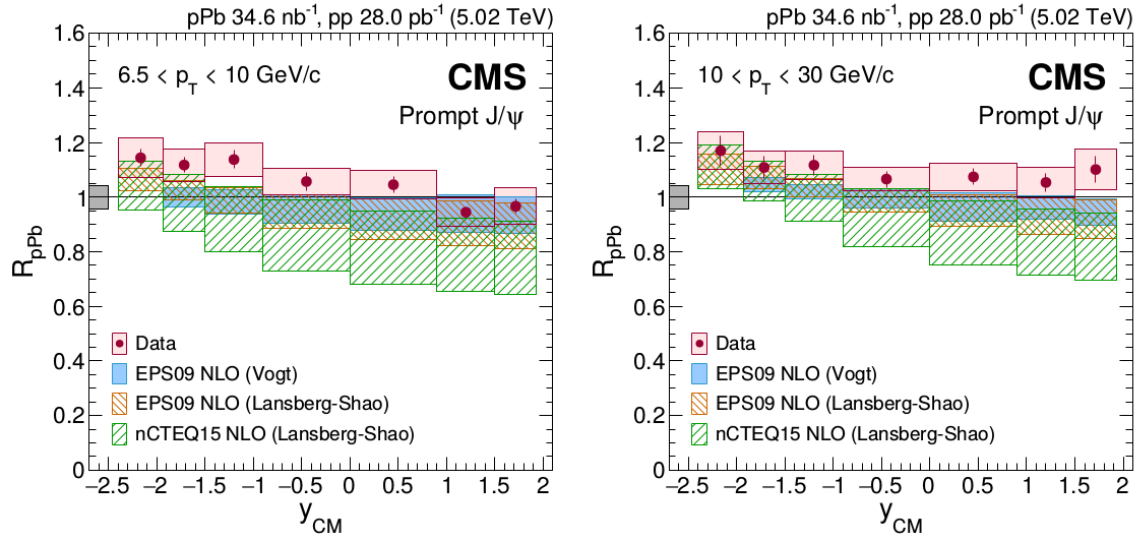 pPb 34.6 nb⁻¹, pp 28.0 pb⁻¹ (5.02 TeV)
1.6
1.4
1.2
1
0.8
0.6
0.4
0.2
0
R_pPb
6.5 < p_T < 10 GeV/c
CMS
Prompt J/ψ
Data
EPS09 NLO (Vogt)
EPS09 NLO (Lansberg-Shao)
nCTEQ15 NLO (Lansberg-Shao)
−2.5 −2 −1.5 −1 −0.5 0 0.5 1 1.5 2
y_CM
pPb 34.6 nb⁻¹, pp 28.0 pb⁻¹ (5.02 TeV)
1.6
1.4
1.2
1
0.8
0.6
0.4
0.2
0
R_pPb
10 < p_T < 30 GeV/c
CMS
Prompt J/ψ
Data
EPS09 NLO (Vogt)
EPS09 NLO (Lansberg-Shao)
nCTEQ15 NLO (Lansberg-Shao)
−2.5 −2 −1.5 −1 −0.5 0 0.5 1 1.5 2
y_CM